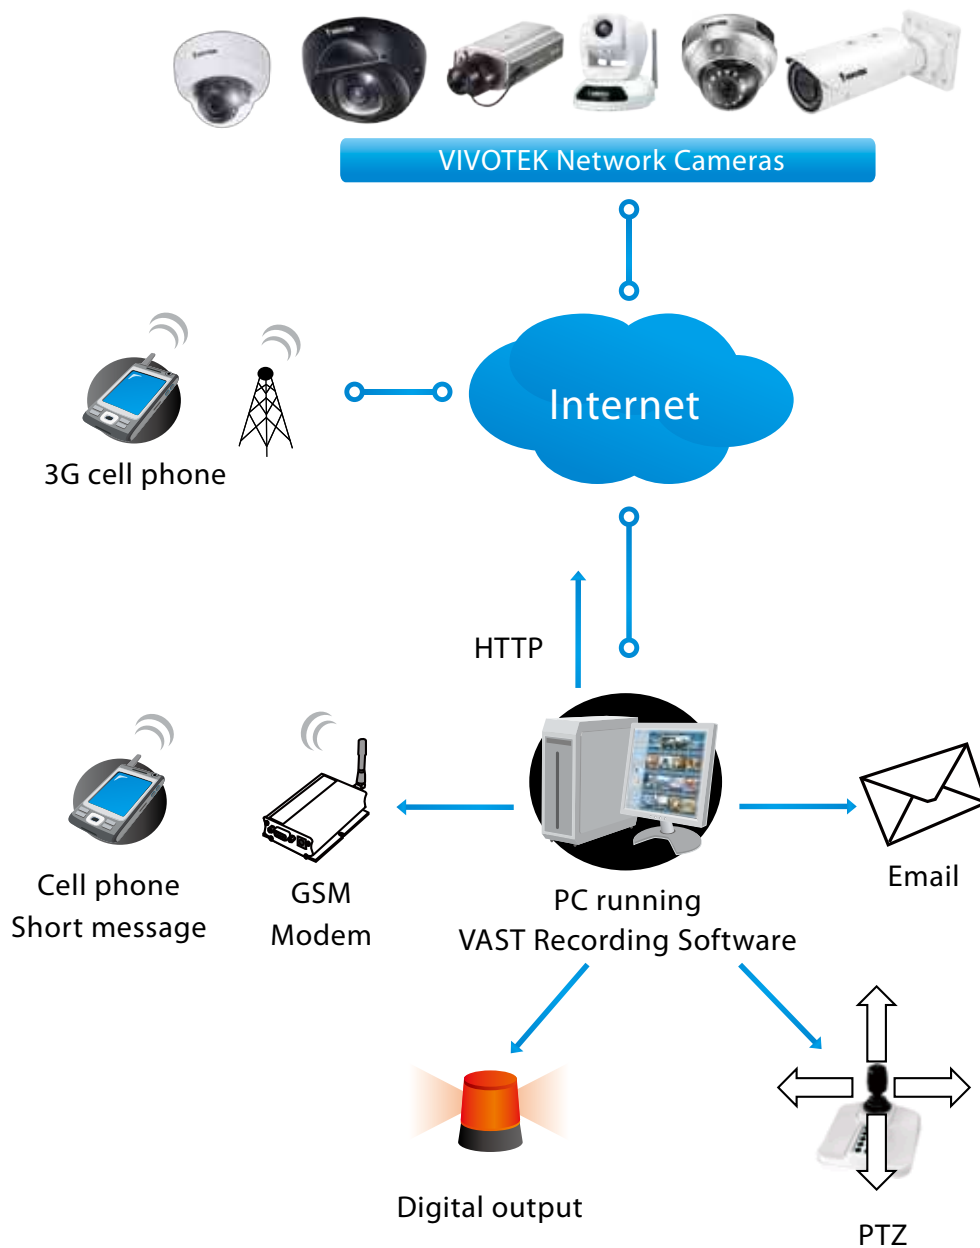 VIVOTEK Network Cameras
Internet
3G cell phone
HTTP
Cell phone
Short message
GSM
Modem
PC running
VAST Recording Software
Email
Digital output
PTZ